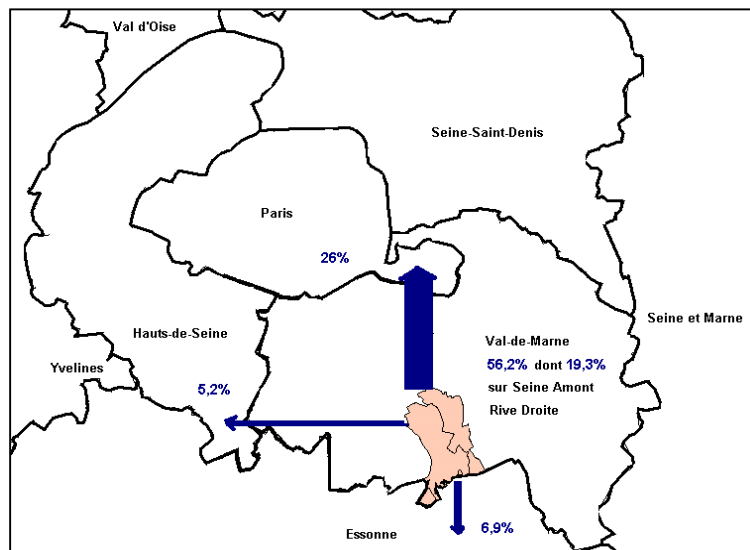 Val d'Oise
Seine-Saint-Denis
Paris
26%
Hauts-de-Seine
Seine et Marne
Val-de-Marne
56,2% dont 19,3%
sur Seine Amont
Rive Droite
Yvelines
5,2%
Essonne
6,9%